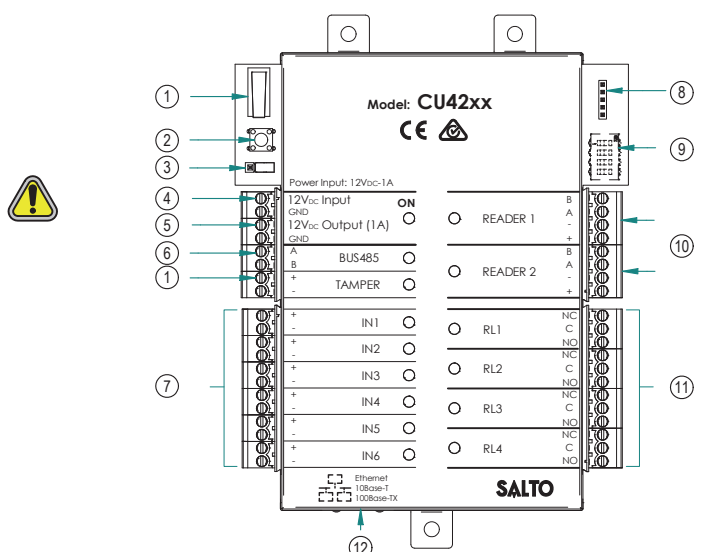 Model: CU42xx
CE
Power Input: 12VDC-1A
12VDC Input
GND
12VDC Output (1A)
GND
ON
A
B
BUS485
+
-
TAMPER
+
-
IN1
+
-
IN2
+
-
IN3
+
-
IN4
+
-
IN5
+
-
IN6
READER 1
B
A
-
+
READER 2
B
A
-
+
RL1
NC
C
NO
RL2
NC
C
NO
RL3
NC
C
NO
RL4
NC
C
NO
Ethernet
10Base-T
100Base-TX
SALTO
1
2
3
4
5
6
1
7
8
9
10
11
12
!